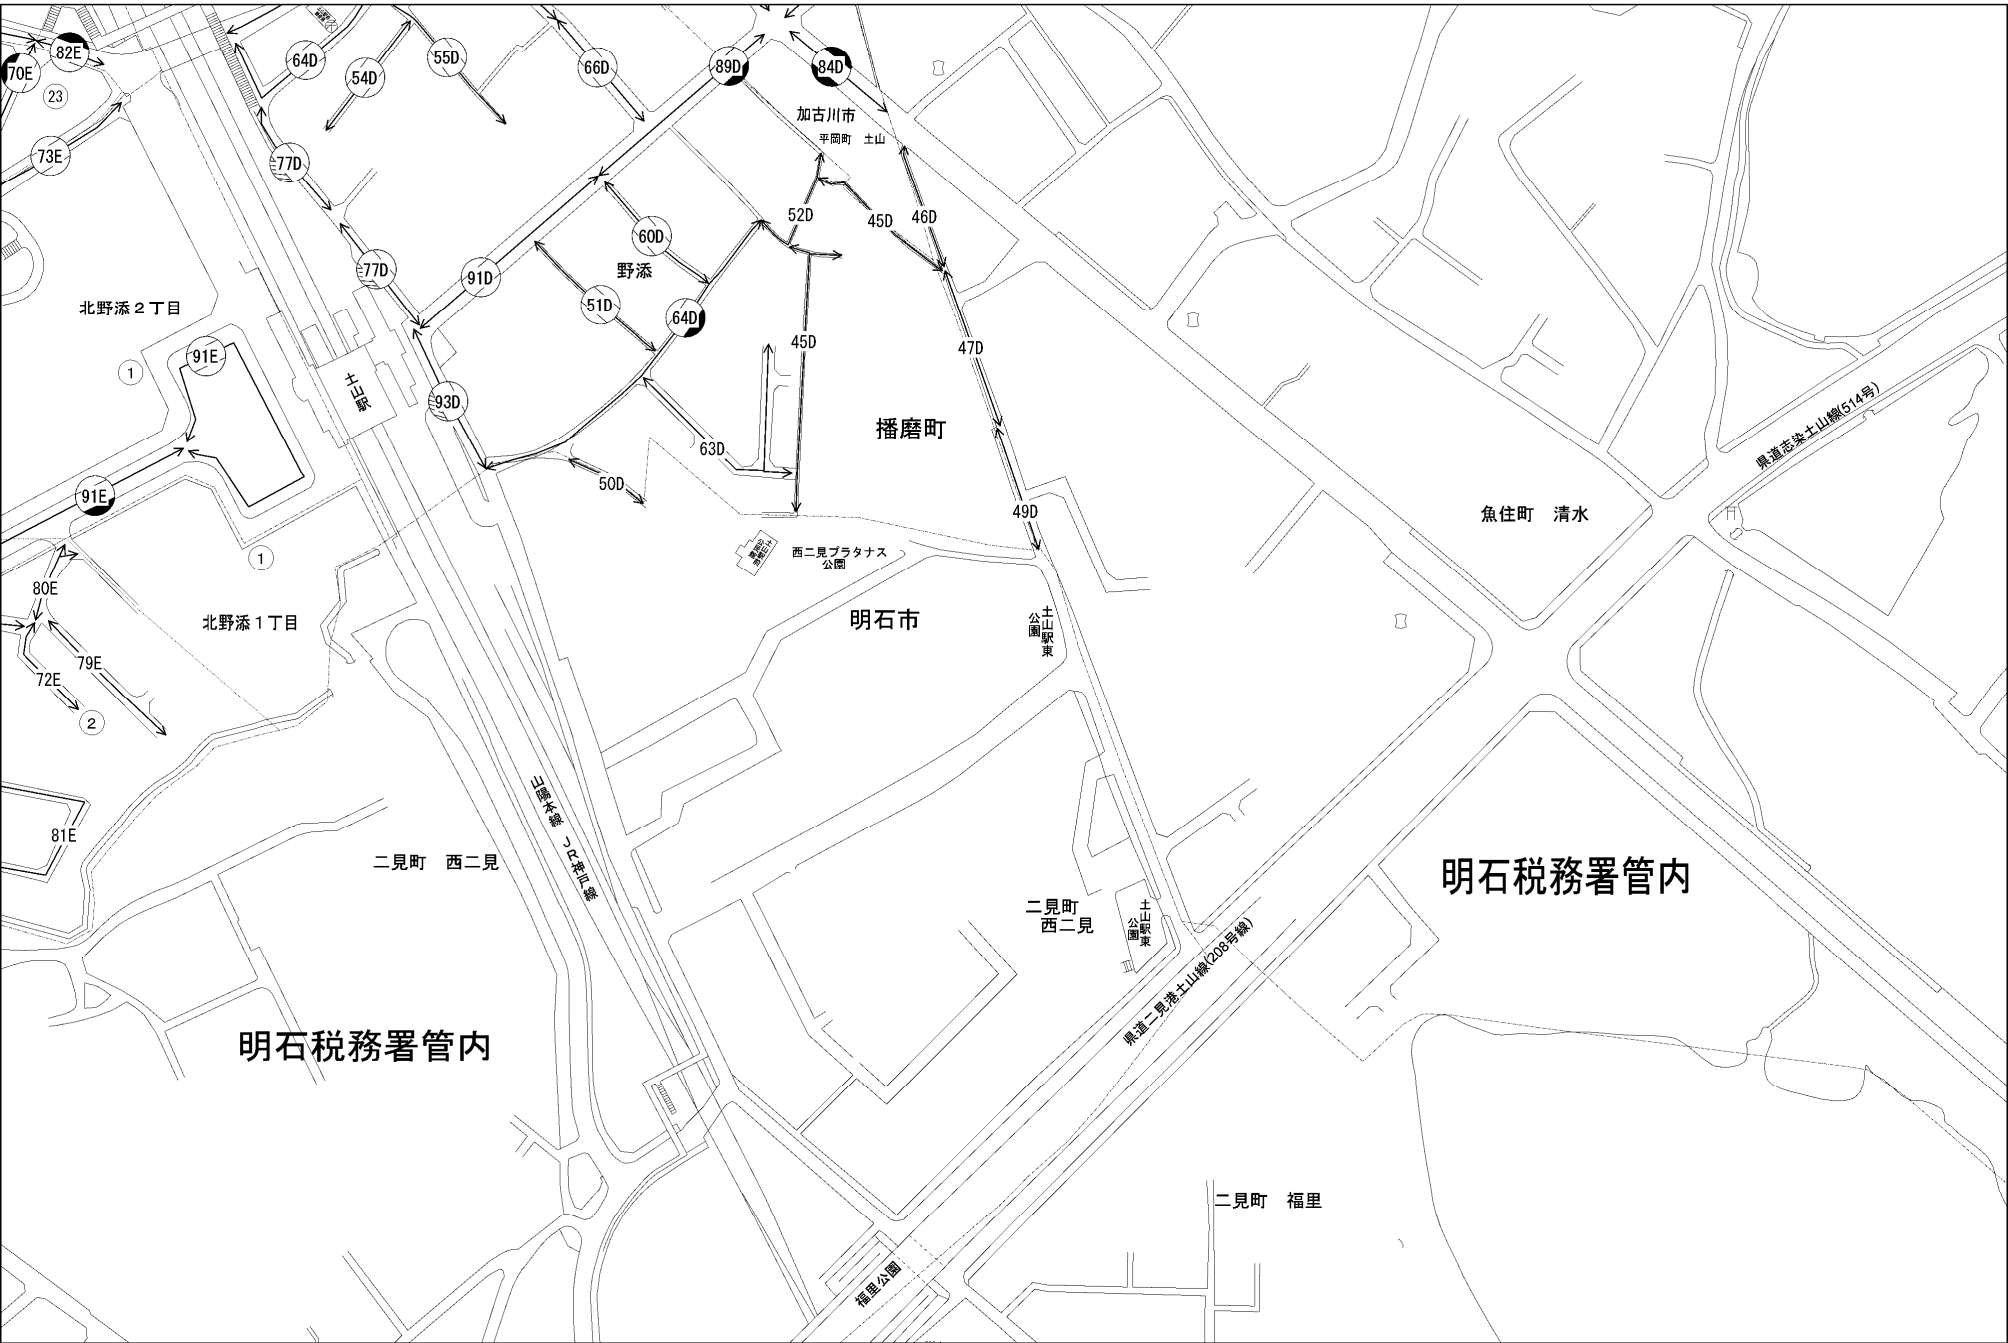 82E
70E
23
64D
54D
55D
66D
89D
84D
加古川市
平岡町 土山
73E
77D
52D
45D
46D
60D
野添
77D
91D
51D
64D
45D
47D
北野添2丁目
91E
1
土山駅
93D
播磨町
県道志染土山線(514号)
63D
50D
91E
49D
魚住町 清水
1
西二見プラタナス
公園
80E
北野添1丁目
明石市
土山駅東
公園
79E
72E
2
山陽本線 JR神戸線
81E
二見町 西二見
明石税務署管内
二見町
西二見
土山駅東
公園
県道二見港土山線(208号線)
明石税務署管内
二見町 福里
福里公園